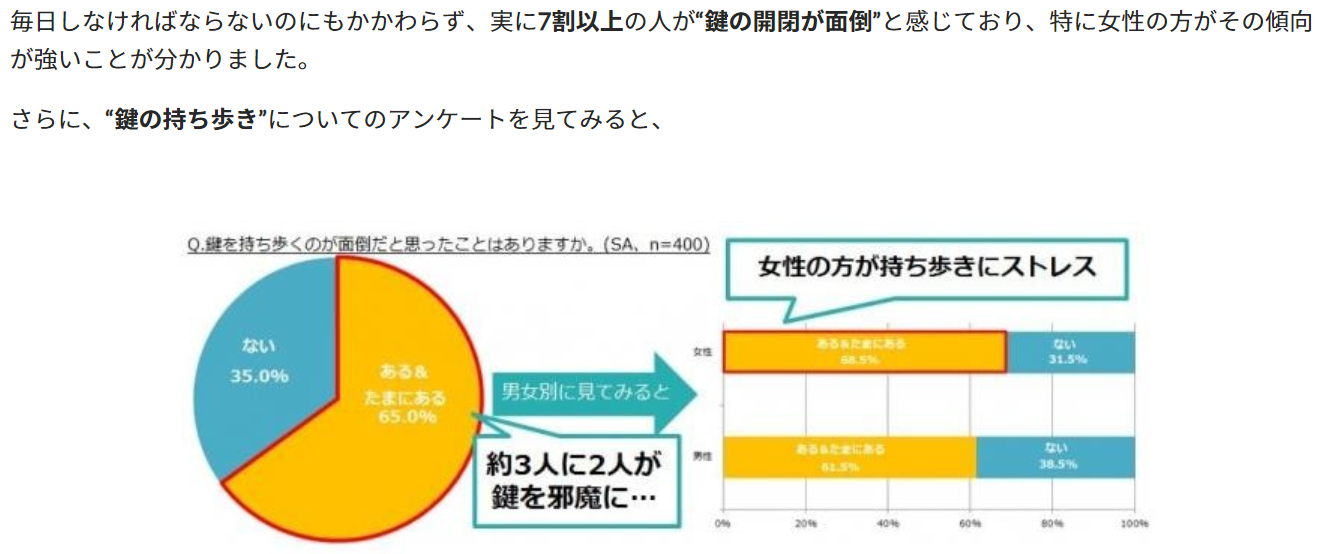 毎日しなければならないのにもかかわらず、実に7割以上の人が“鍵の開閉が面倒”と感じており、特に女性の方がその傾向
が強いことが分かりました。
さらに、“鍵の持ち歩き”についてのアンケートを見てみると、
Q.鍵を持ち歩くのが面倒だと思ったことはありますか。(SA、n=400)
ない
35.0%
ある&
たまにある
65.0%
約3人に2人が
鍵を邪魔に…
男女別に見てみると
女性の方が持ち歩きにストレス
女性
ある&たまにある
68.5%
ない
31.5%
男性
ある&たまにある
61.5%
ない
38.5%
0%
20%
40%
60%
80%
100%